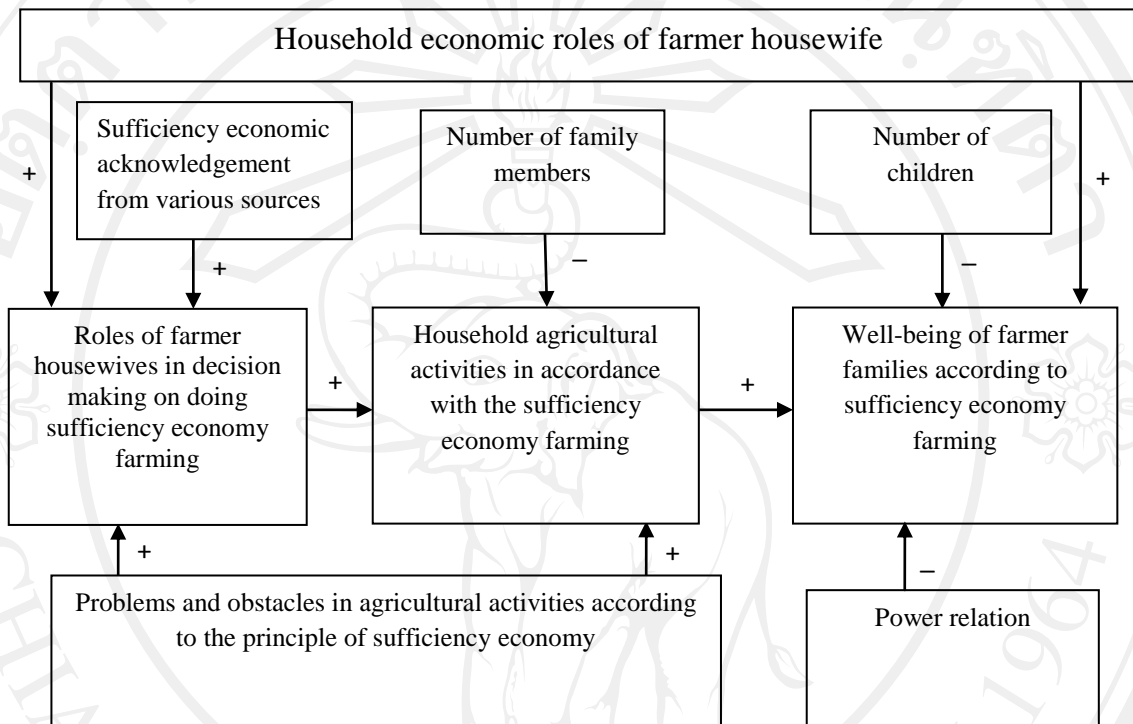 Household economic roles of farmer housewife
Sufficiency economic
acknowledgement
from various sources
Number of family
members
Number of
children
+
+
+
–
–
Roles of farmer
housewives in decision
making on doing
sufficiency economy
farming
+
Household agricultural
activities in accordance
with the sufficiency
economy farming
+
Well-being of farmer
families according to
sufficiency economy
farming
+
+
–
Problems and obstacles in agricultural activities according
to the principle of sufficiency economy
Power relation
1964